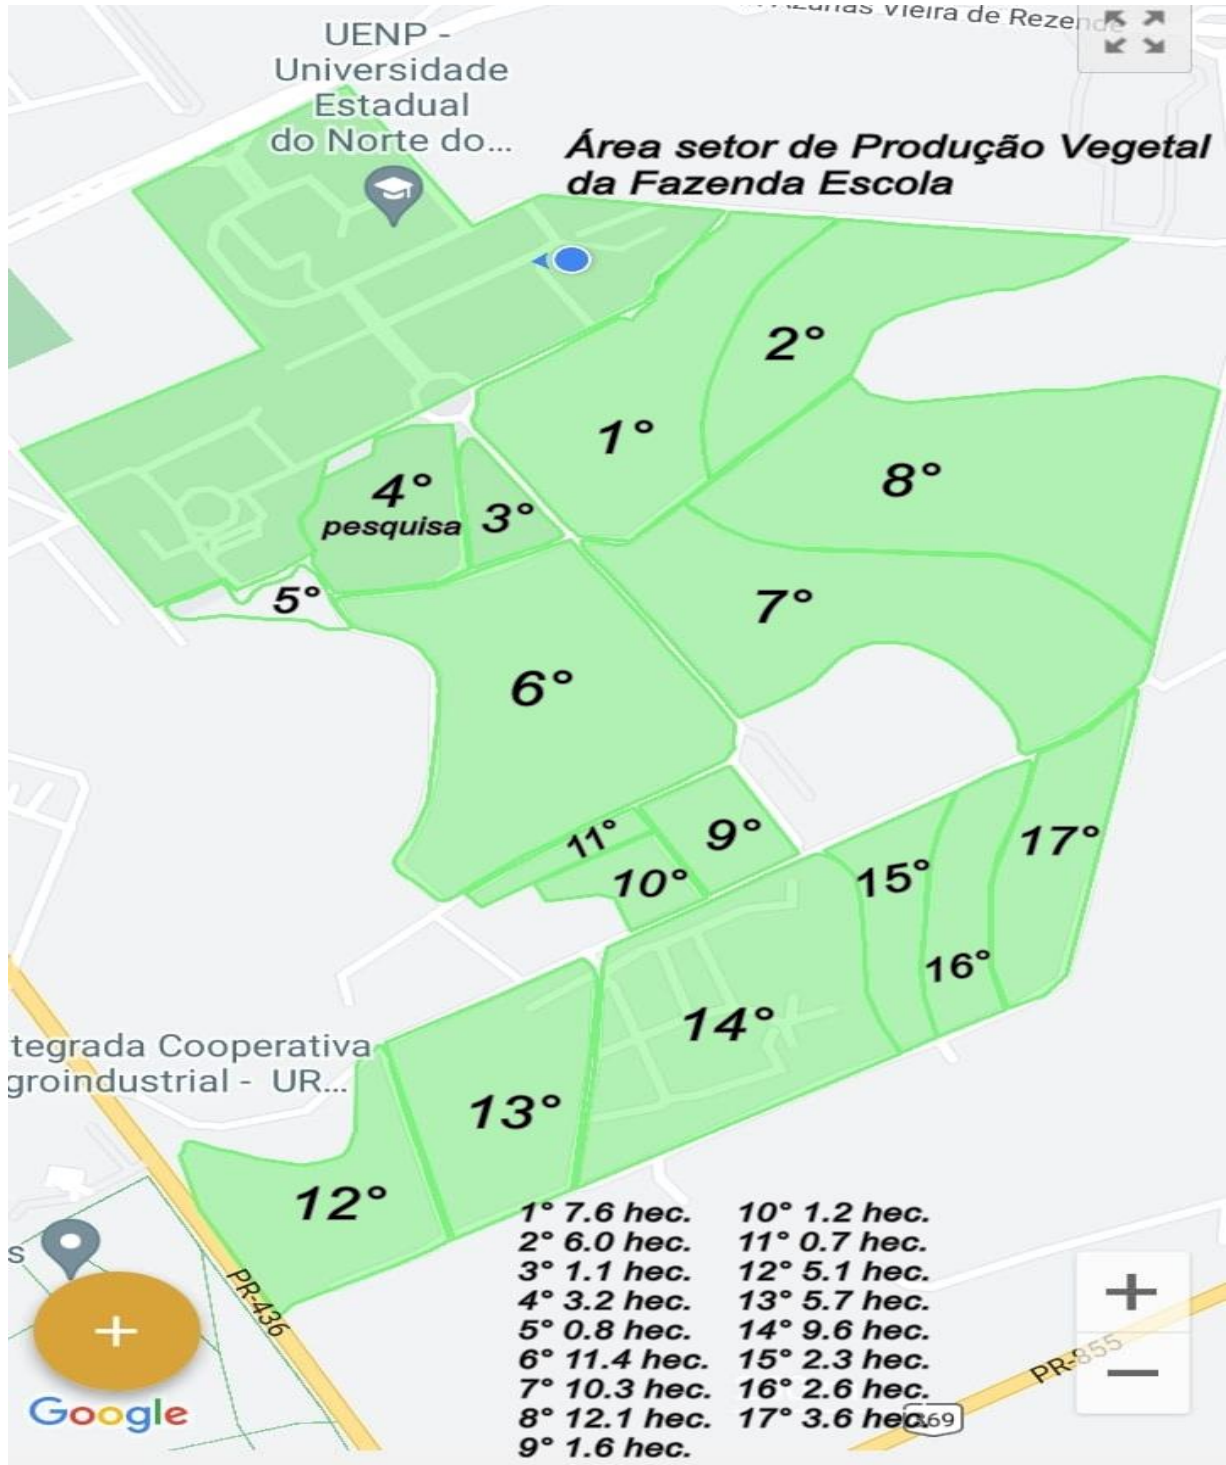 Vieira de Rezende
UENP -
Universidade
Estadual
do Norte do...
Área setor de Produção Vegetal
da Fazenda Escola
2°
1°
8°
4°
pesquisa
3°
5°
7°
6°
11°
9°
10°
17°
15°
16°
14°
tegrada Cooperativa
groindustrial - UR...
13°
12°
s
PR-436
1° 7.6 hec.
2° 6.0 hec.
3° 1.1 hec.
4° 3.2 hec.
5° 0.8 hec.
6° 11.4 hec.
7° 10.3 hec.
8° 12.1 hec.
9° 1.6 hec.
10° 1.2 hec.
11° 0.7 hec.
12° 5.1 hec.
13° 5.7 hec.
14° 9.6 hec.
15° 2.3 hec.
16° 2.6 hec.
17° 3.6 hec.
PR-855
369
Google